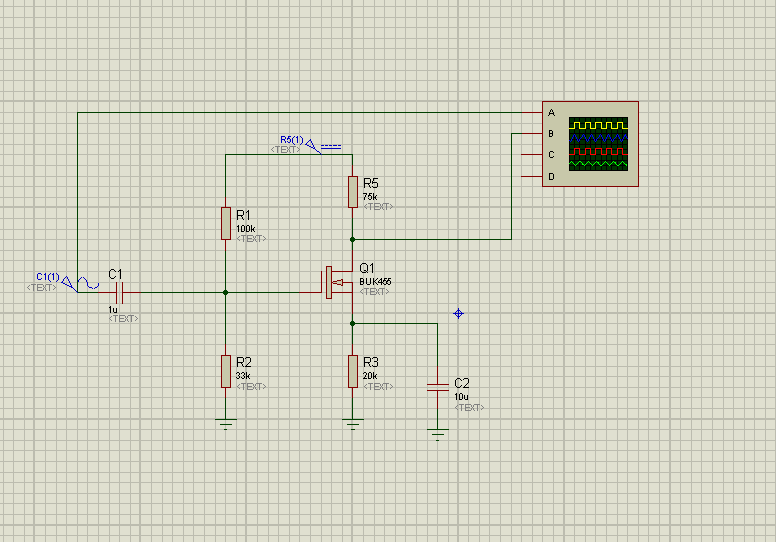 A
B
C
D
R5(1)
<TEXT>
R5
75k
<TEXT>
R1
100k
<TEXT>
C1(1)
<TEXT>
C1
1u
<TEXT>
Q1
BUK455
<TEXT>
R2
33k
<TEXT>
R3
20k
<TEXT>
C2
10u
<TEXT>